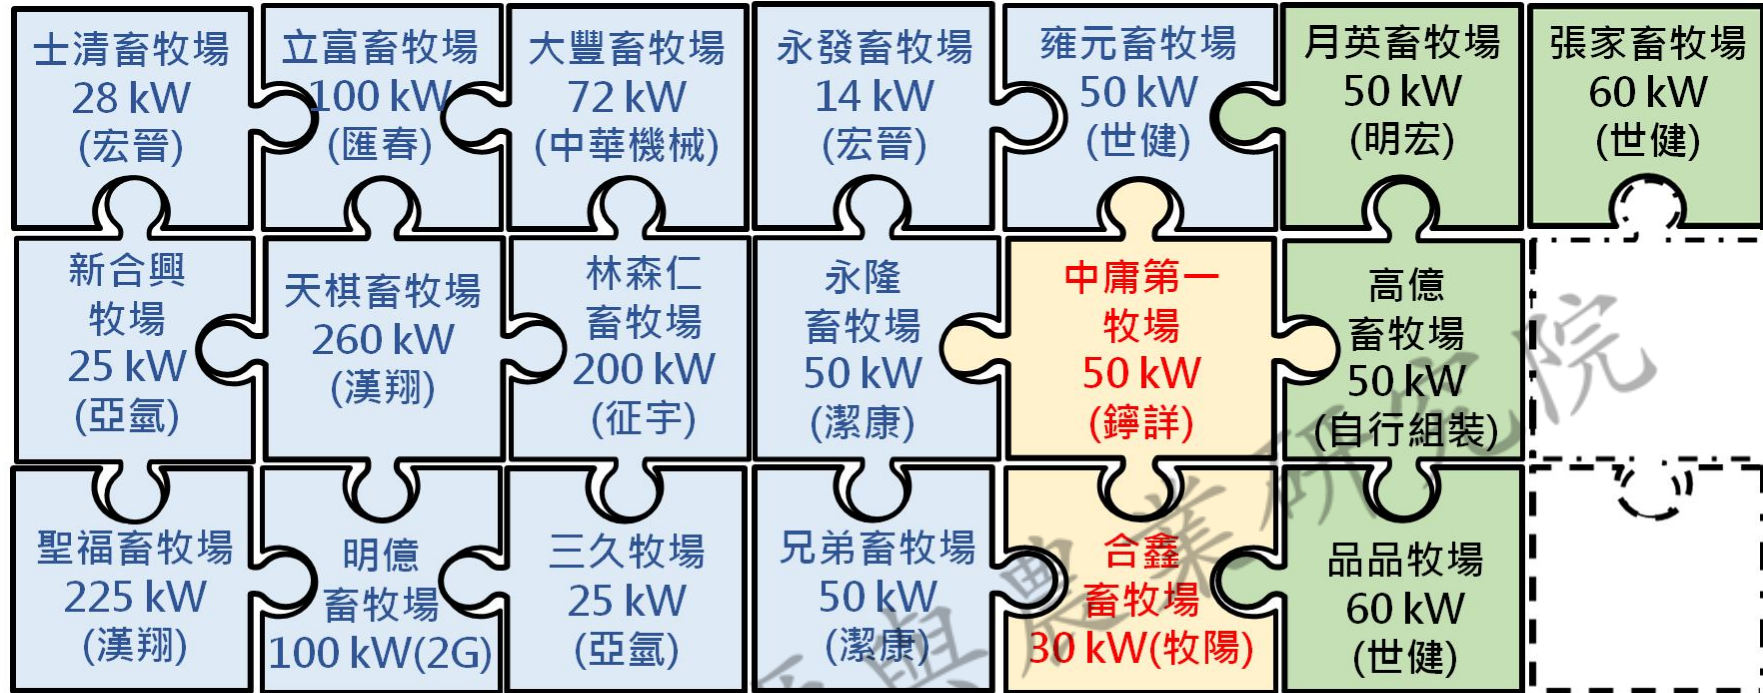 士清畜牧場
28 kW
(宏晉)
立富畜牧場
100 kW
(匯春)
大豐畜牧場
72 kW
(中華機械)
永發畜牧場
14 kW
(宏晉)
雍元畜牧場
50 kW
(世健)
月英畜牧場
50 kW
(明宏)
張家畜牧場
60 kW
(世健)
新合興
牧場
25 kW
(亞氫)
天棋畜牧場
260 kW
(漢翔)
林森仁
畜牧場
200 kW
(征宇)
永隆
畜牧場
50 kW
(潔康)
中庸第一
牧場
50 kW
(鑏詳)
高億
畜牧場
50 kW
(自行組裝)
聖福畜牧場
225 kW
(漢翔)
明億
畜牧場
100 kW(2G)
三久牧場
25 kW
(亞氫)
兄弟畜牧場
50 kW
(潔康)
合鑫
畜牧場
30 kW(牧陽)
品品牧場
60 kW
(世健)
與農業研究院